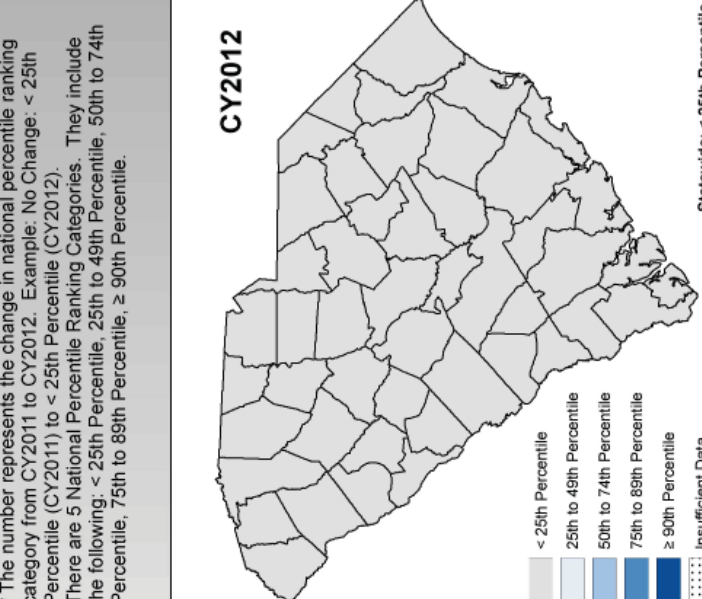 The number represents the change in national percentile ranking
category from CY2011 to CY2012. Example: No Change: < 25th
Percentile (CY2011) to < 25th Percentile (CY2012).
There are 5 National Percentile Ranking Categories. They include
the following: < 25th Percentile, 25th to 49th Percentile, 50th to 74th
Percentile, 75th to 89th Percentile, ≥ 90th Percentile.
CY2012
< 25th Percentile
25th to 49th Percentile
50th to 74th Percentile
75th to 89th Percentile
≥ 90th Percentile
Insufficient Data
Statewide: <25th Percentile